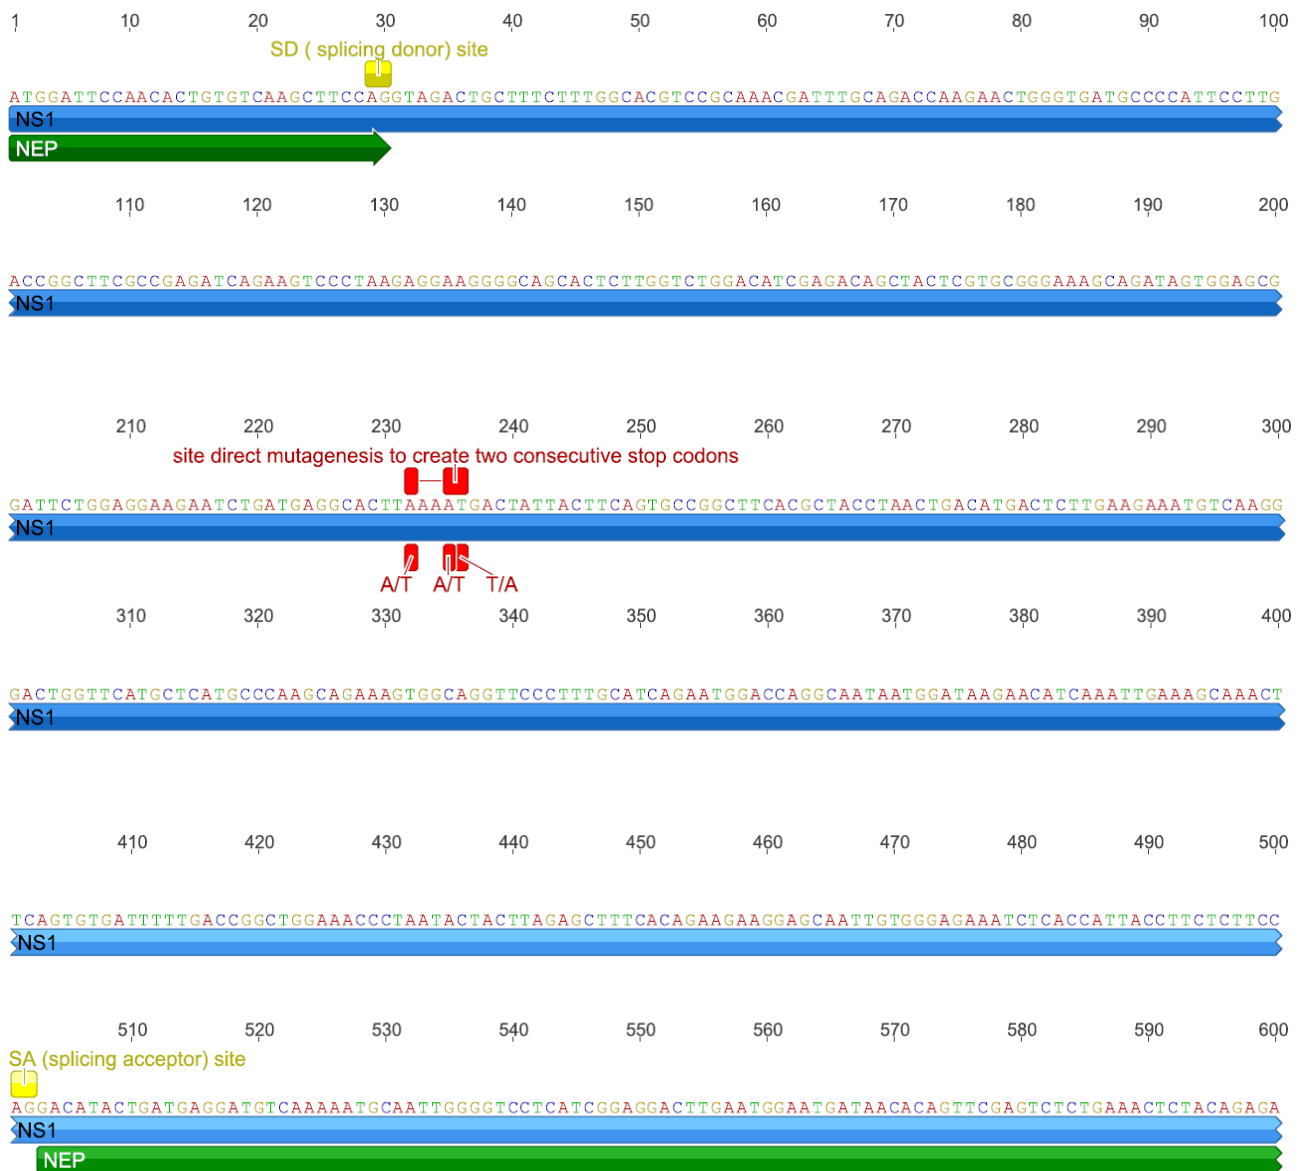 1 10 20 30 40 50 60 70 80 90 100
SD ( splicing donor) site
ATGGATTCCAACACTGTGTCAAGCTTCCAGGTAGACTGCTTTCTTTGGCACGTCCGCAAACGATTTGCAGACCAAGAACTGGGTGATGCCCCATTCCTTG
NS1
NEP
110 120 130 140 150 160 170 180 190 200
ACCGGCTTCGCCGAGATCAGAAGTCCCTAAGAGGAAGGGGCAGCACTCTTGGTCTGGACATCGAGACAGCTACTCGTGCGGGAAAGCAGATAGTGGAGCG
NS1
210 220 230 240 250 260 270 280 290 300
site direct mutagenesis to create two consecutive stop codons
GATTCTGGAGGAAGAATCTGATGAGGCACTTAAAATGACTATTACTTCAGTGCCGGCTTCACGCTACCTAACTGACATGACTCTTGAAGAAATGTCAAGG
NS1
A/T A/T T/A
310 320 330 340 350 360 370 380 390 400
GACTGGTTCATGCTCATGCCCAAGCAGAAAGTGGCAGGTTCCCTTTGCATCAGAATGGACCAGGCAATAATGGATAAGAACATCAAATTGAAAGCAAACT
NS1
410 420 430 440 450 460 470 480 490 500
TCAGTGTGATTTTTGACCGGCTGGAAACCCTAATACTACTTAGAGCTTTCACAGAAGAAGGAGCAATTGTGGGAGAAATCTCACCATTACCTTCTCTTCC
NS1
510 520 530 540 550 560 570 580 590 600
SA (splicing acceptor) site
AGGACATACTGATGAGGATGTCAAAAATGCAATTGGGGTCCTCATCGGAGGACTTGAATGGAATGATAACACAGTTCGAGTCTCTGAAACTCTACAGAGA
NS1
NEP